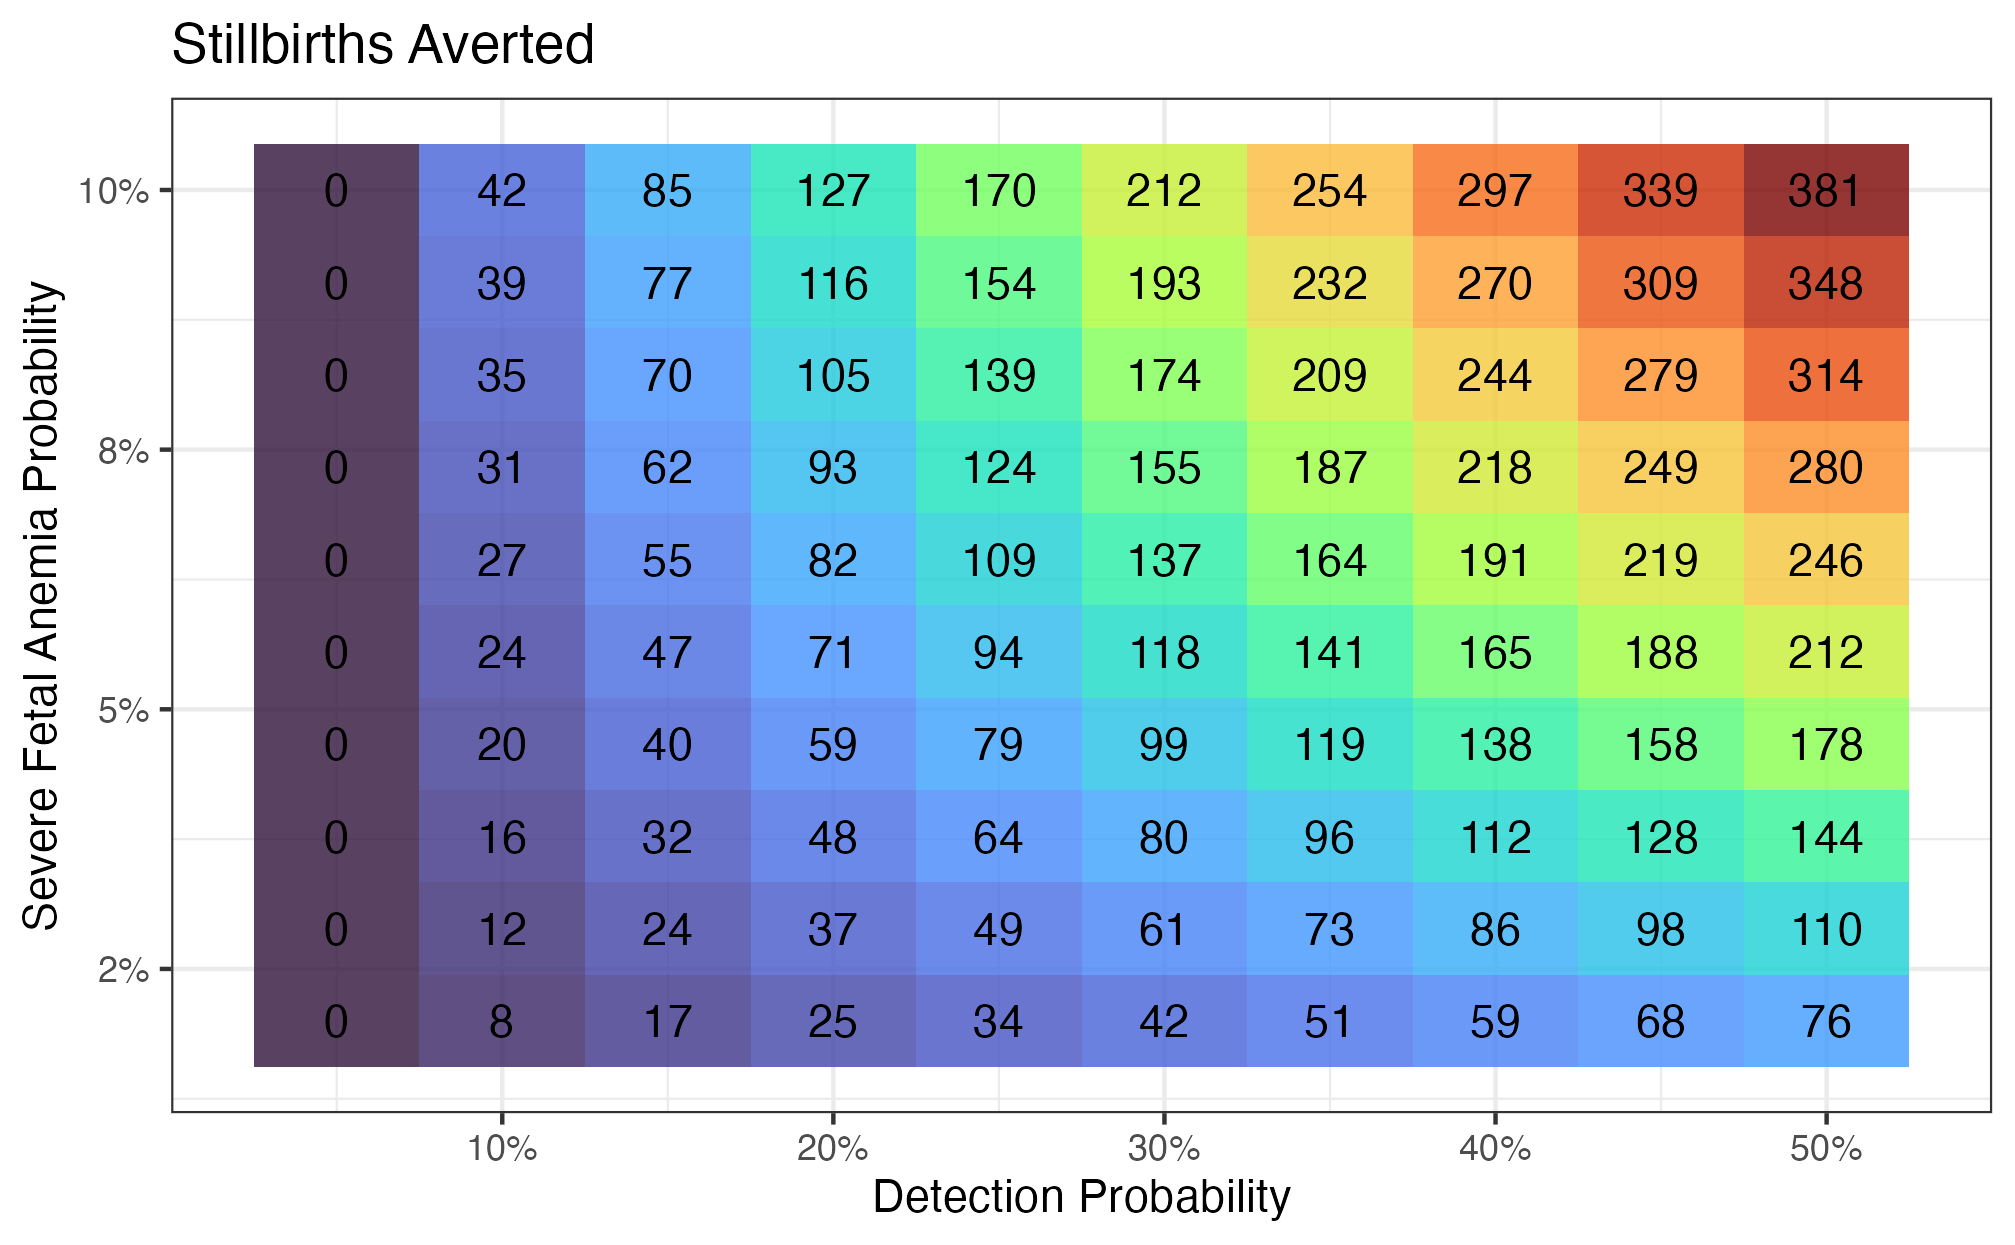 Stillbirths Averted
Severe Fetal Anemia Probability
10%
8%
5%
2%
0 42 85 127 170 212 254 297 339 381
0 39 77 116 154 193 232 270 309 348
0 35 70 105 139 174 209 244 279 314
0 31 62 93 124 155 187 218 249 280
0 27 55 82 109 137 164 191 219 246
0 24 47 71 94 118 141 165 188 212
0 20 40 59 79 99 119 138 158 178
0 16 32 48 64 80 96 112 128 144
0 12 24 37 49 61 73 86 98 110
0 8 17 25 34 42 51 59 68 76
10% 20% 30% 40% 50%
Detection Probability